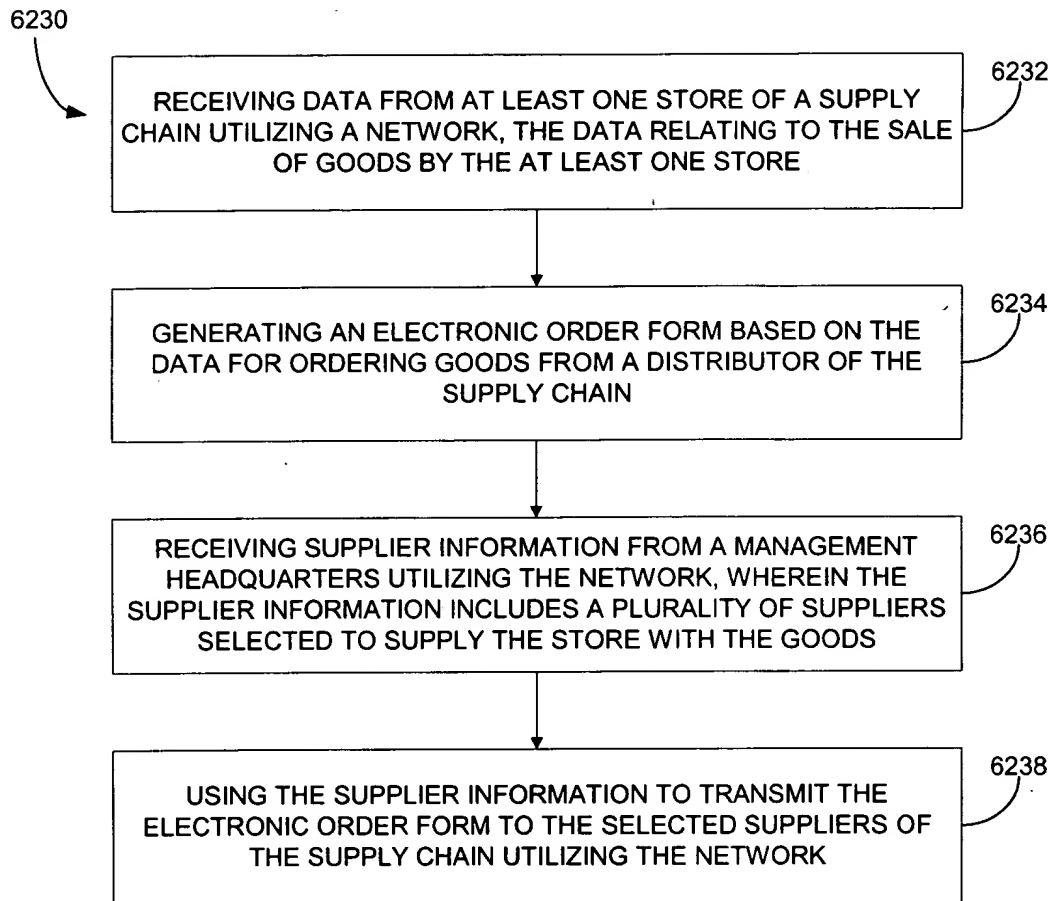 6230
6232
RECEIVING DATA FROM AT LEAST ONE STORE OF A SUPPLY
CHAIN UTILIZING A NETWORK, THE DATA RELATING TO THE SALE
OF GOODS BY THE AT LEAST ONE STORE
6234
GENERATING AN ELECTRONIC ORDER FORM BASED ON THE
DATA FOR ORDERING GOODS FROM A DISTRIBUTOR OF THE
SUPPLY CHAIN
6236
RECEIVING SUPPLIER INFORMATION FROM A MANAGEMENT
HEADQUARTERS UTILIZING THE NETWORK, WHEREIN THE
SUPPLIER INFORMATION INCLUDES A PLURALITY OF SUPPLIERS
SELECTED TO SUPPLY THE STORE WITH THE GOODS
6238
USING THE SUPPLIER INFORMATION TO TRANSMIT THE
ELECTRONIC ORDER FORM TO THE SELECTED SUPPLIERS OF
THE SUPPLY CHAIN UTILIZING THE NETWORK